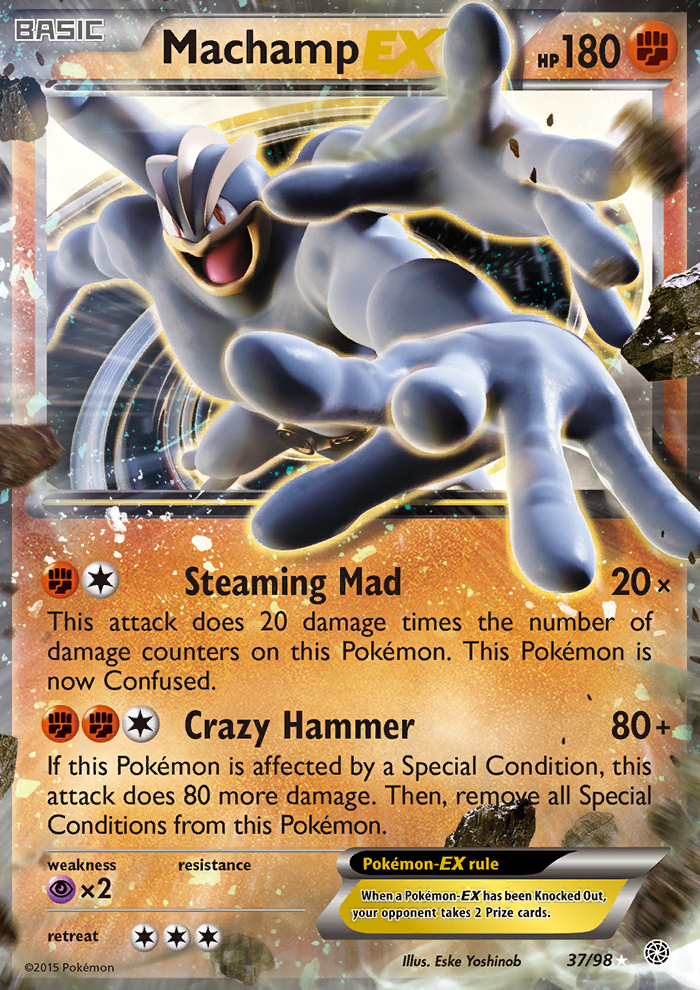 BASIC
Machamp EX HP 180
Steaming Mad 20×
This attack does 20 damage times the number of
damage counters on this Pokémon. This Pokémon is
now Confused.
Crazy Hammer 80+
If this Pokémon is affected by a Special Condition, this
attack does 80 more damage. Then, remove all Special
Conditions from this Pokémon.
weakness resistance
×2
Pokémon-EX rule
When a Pokémon-EX has been Knocked Out,
your opponent takes 2 Prize cards.
retreat
Illus. Eske Yoshinob
37/98
©2015 Pokémon